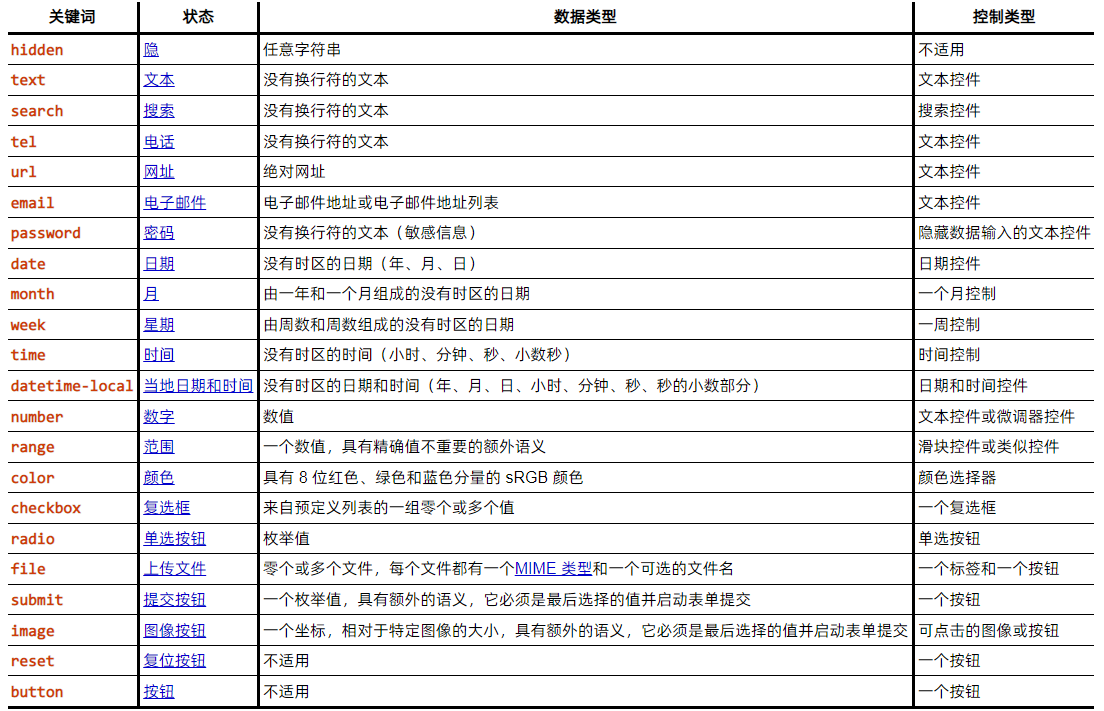 关键词 状态 数据类型 控制类型
hidden 隐 任意字符串 不适用
text 文本 没有换行符的文本 文本控件
search 搜索 没有换行符的文本 搜索控件
tel 电话 没有换行符的文本 文本控件
url 网址 绝对网址 文本控件
email 电子邮件 电子邮件地址或电子邮件地址列表 文本控件
password 密码 没有换行符的文本（敏感信息） 隐藏数据输入的文本控件
date 日期 没有时区的日期（年、月、日） 日期控件
month 月 由一年和一个月组成的没有时区的日期 一个月控制
week 星期 由周数和周数组成的没有时区的日期 一周控制
time 时间 没有时区的时间（小时、分钟、秒、小数秒） 时间控制
datetime-local 当地日期和时间 没有时区的日期和时间（年、月、日、小时、分钟、秒、秒的小数部分） 日期和时间控件
number 数字 数值 文本控件或微调器控件
range 范围 一个数值，具有精确值不重要的额外语义 滑块控件或类似控件
color 颜色 具有 8 位红色、绿色和蓝色分量的 sRGB 颜色 颜色选择器
checkbox 复选框 来自预定义列表的一组零个或多个值 一个复选框
radio 单选按钮 枚举值 单选按钮
file 上传文件 零个或多个文件，每个文件都有一个MIME 类型和一个可选的文件名 一个标签和一个按钮
submit 提交按钮 一个枚举值，具有额外的语义，它必须是最后选择的值并启动表单提交 一个按钮
image 图像按钮 一个坐标，相对于特定图像的大小，具有额外的语义，它必须是最后选择的值并启动表单提交 可点击的图像或按钮
reset 复位按钮 不适用 一个按钮
button 按钮 不适用 一个按钮